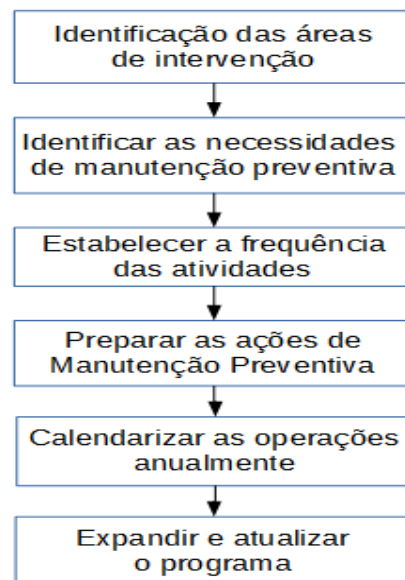 Identificação das áreas
de intervenção
Identificar as necessidades
de manutenção preventiva
Estabelecer a frequência
das atividades
Preparar as ações de
Manutenção Preventiva
Calendarizar as operações
anualmente
Expandir e atualizar
o programa